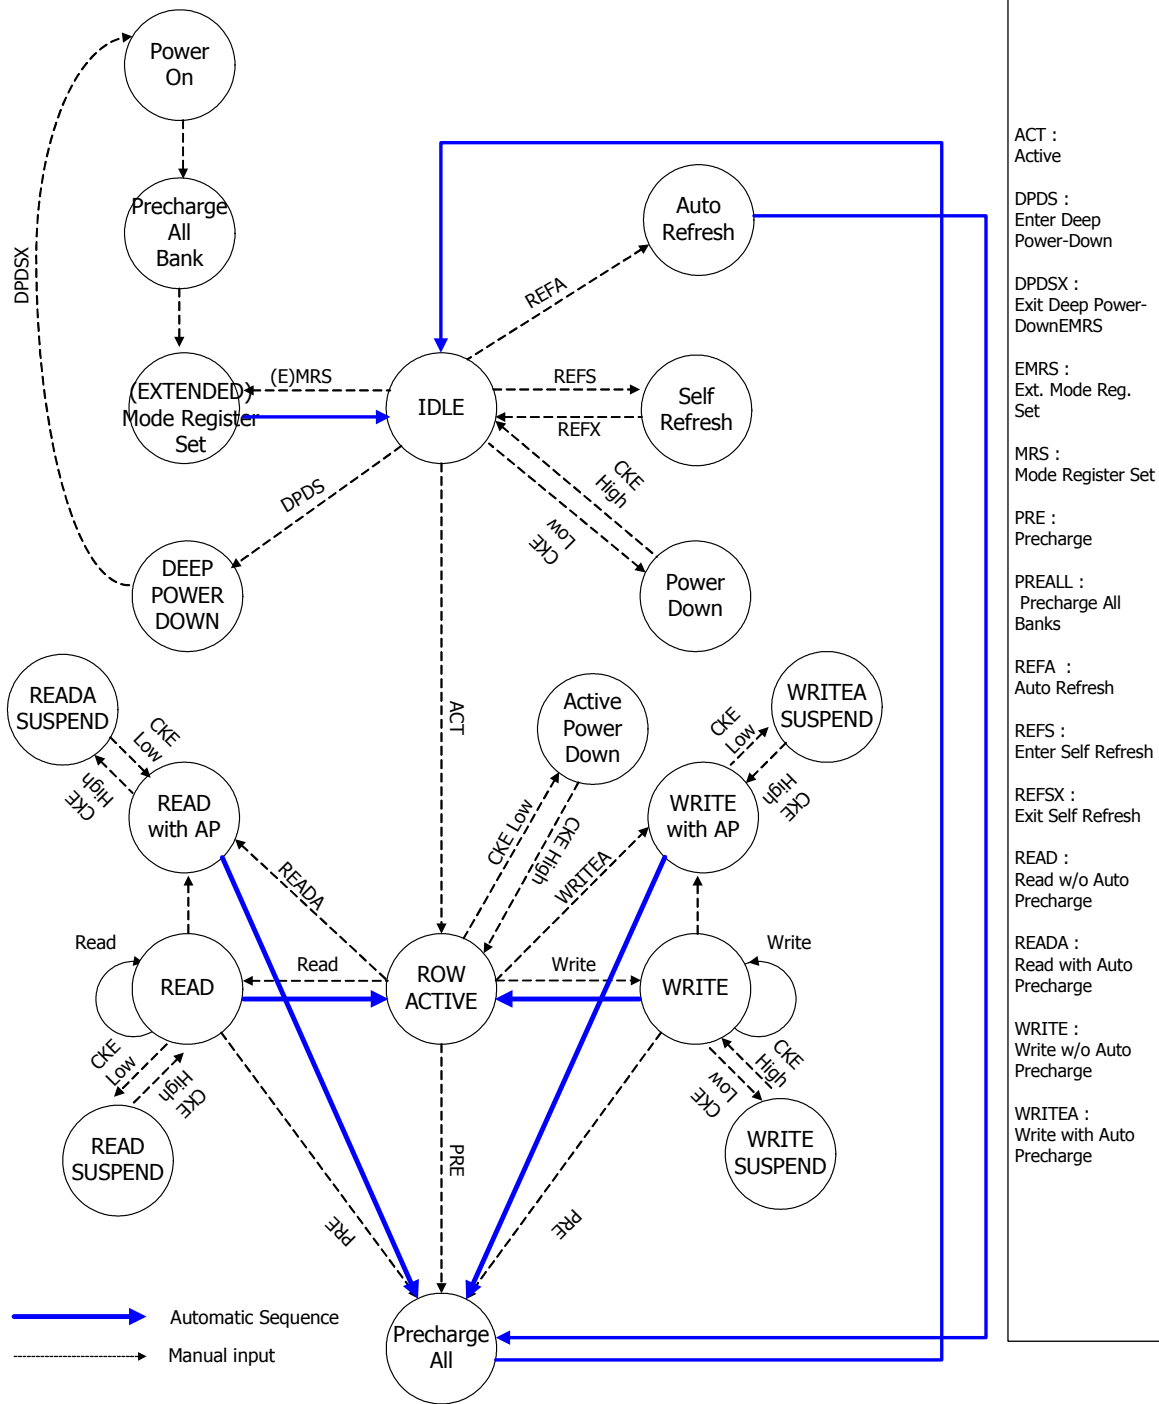 Power
On
Precharge
All
Bank
DPDSX
Auto
Refresh
REFA
(EXTENDED)
Mode Register
Set
(E)MRS
IDLE
REFS
REFX
Self
Refresh
CKE
High
CKE
Low
DPDS
DEEP
POWER
DOWN
Power
Down
READA
SUSPEND
CKE
Low
CKE
High
READ
with AP
ACT
Active
Power
Down
CKE Low
CKE High
WRITEA
SUSPEND
CKE
Low
CKE
High
WRITE
with AP
READA
WRITEA
Read
READ
Read
ROW
ACTIVE
Write
WRITE
Write
CKE
Low
CKE
High
READ
SUSPEND
CKE
High
CKE
Low
WRITE
SUSPEND
PRE
PRE
PRE
Precharge
All
Automatic Sequence
Manual input
ACT :
Active
DPDS :
Enter Deep
Power-Down
DPDSX :
Exit Deep Power-
DownEMRS
EMRS :
Ext. Mode Reg.
Set
MRS :
Mode Register Set
PRE :
Precharge
PREALL :
Precharge All
Banks
REFA :
Auto Refresh
REFS :
Enter Self Refresh
REFSX :
Exit Self Refresh
READ :
Read w/o Auto
Precharge
READA :
Read with Auto
Precharge
WRITE :
Write w/o Auto
Precharge
WRITEA :
Write with Auto
Precharge